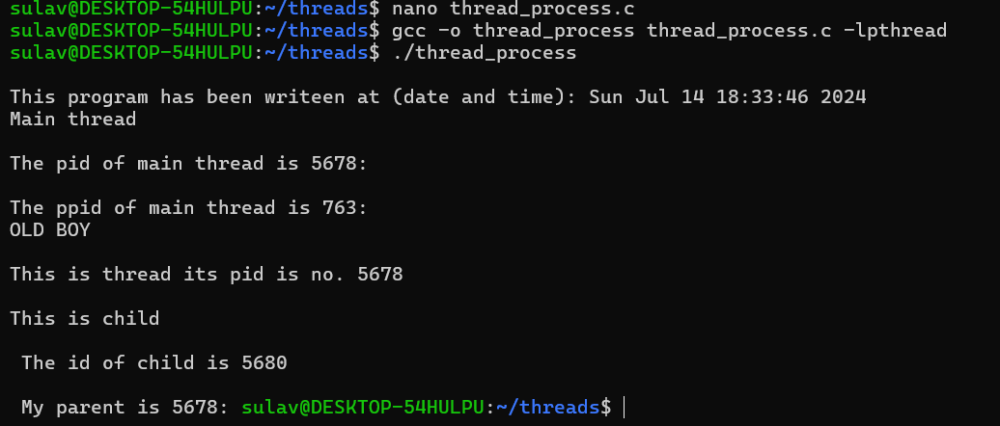 sulav@DESKTOP-54HULPU:~/threads$ nano thread_process.c
sulav@DESKTOP-54HULPU:~/threads$ gcc -o thread_process thread_process.c -lpthread
sulav@DESKTOP-54HULPU:~/threads$ ./thread_process
This program has been writeen at (date and time): Sun Jul 14 18:33:46 2024
Main thread
The pid of main thread is 5678:
The ppid of main thread is 763:
OLD BOY
This is thread its pid is no. 5678
This is child
The id of child is 5680
My parent is 5678: sulav@DESKTOP-54HULPU:~/threads$